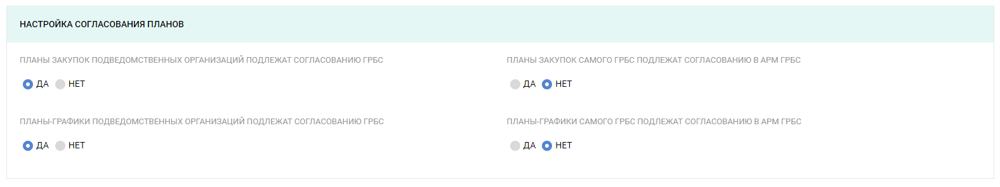 НАСТРОЙКА СОГЛАСОВАНИЯ ПЛАНОВ
ПЛАНЫ ЗАКУПОК ПОДВЕДОМСТВЕННЫХ ОРГАНИЗАЦИЙ ПОДЛЕЖАТ СОГЛАСОВАНИЮ ГРБС
ПЛАНЫ ЗАКУПОК САМОГО ГРБС ПОДЛЕЖАТ СОГЛАСОВАНИЮ В АРМ ГРБС
ДА НЕТ
ДА НЕТ
ПЛАНЫ-ГРАФИКИ ПОДВЕДОМСТВЕННЫХ ОРГАНИЗАЦИЙ ПОДЛЕЖАТ СОГЛАСОВАНИЮ ГРБС
ПЛАНЫ-ГРАФИКИ САМОГО ГРБС ПОДЛЕЖАТ СОГЛАСОВАНИЮ В АРМ ГРБС
ДА НЕТ
ДА НЕТ